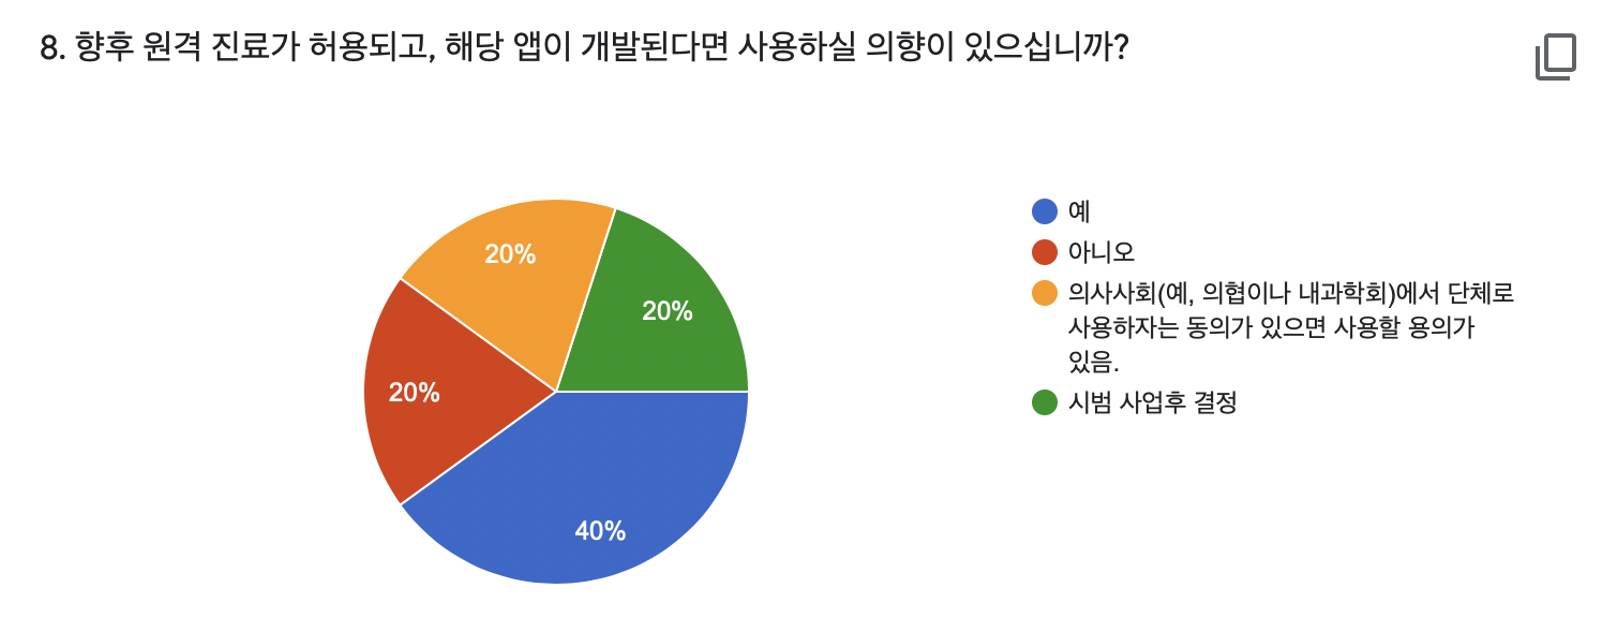 8. 향후 원격 진료가 허용되고, 해당 앱이 개발된다면 사용하실 의향이 있으십니까?
예
아니오
의사사회(예, 의협이나 내과학회)에서 단체로
사용하자는 동의가 있으면 사용할 용의가
있음.
시범 사업후 결정
20%
20%
20%
40%